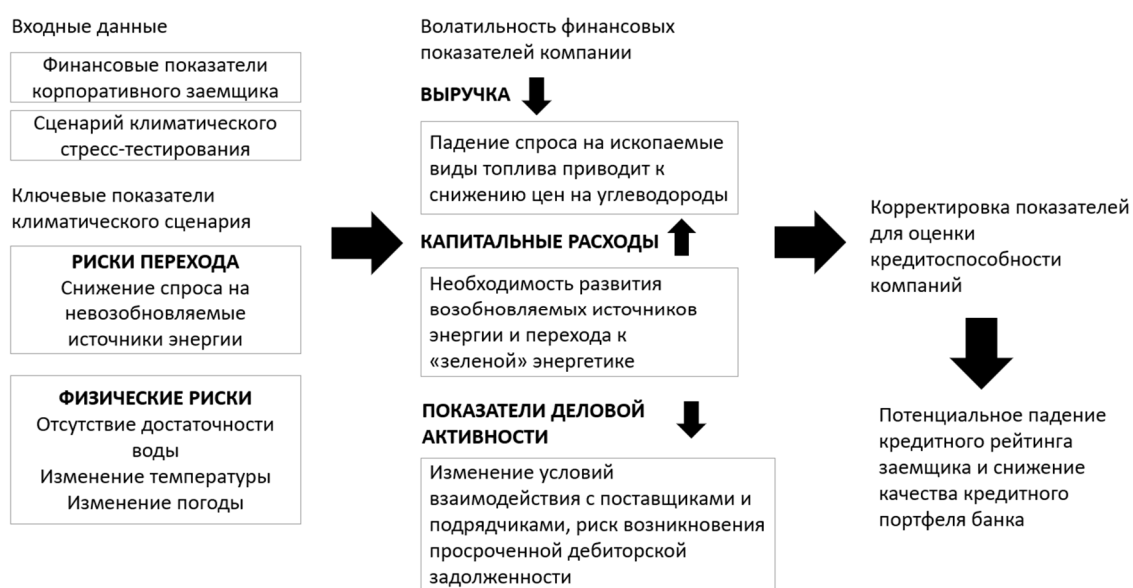 Входные данные
Финансовые показатели
корпоративного заемщика
Сценарий климатического
стресс-тестирования
Ключевые показатели
климатического сценария
РИСКИ ПЕРЕХОДА
Снижение спроса на
невозобновляемые
источники энергии
ФИЗИЧЕСКИЕ РИСКИ
Отсутствие достаточности
воды
Изменение температуры
Изменение погоды
Волатильность финансовых
показателей компании
ВЫРУЧКА
Падение спроса на ископаемые
виды топлива приводит к
снижению цен на углеводороды
КАПИТАЛЬНЫЕ РАСХОДЫ
Необходимость развития
возобновляемых источников
энергии и перехода к
«зеленой» энергетике
ПОКАЗАТЕЛИ ДЕЛОВОЙ
АКТИВНОСТИ
Изменение условий
взаимодействия с поставщиками и
подрядчиками, риск возникновения
просроченной дебиторской
задолженности
Корректировка показателей
для оценки
кредитоспособности
компаний
Потенциальное падение
кредитного рейтинга
заемщика и снижение
качества кредитного
портфеля банка